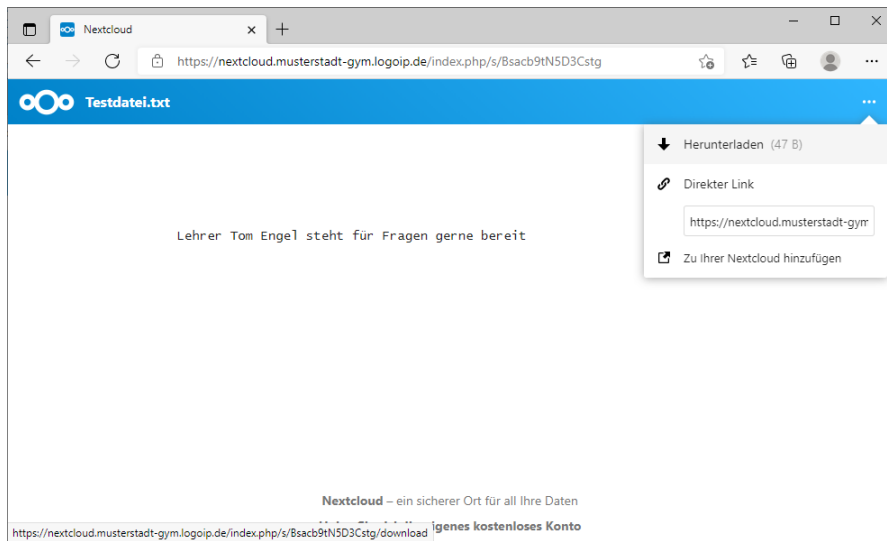 Nextcloud
https://nextcloud.musterstadt-gym.logoip.de/index.php/s/Bsacb9tN5D3Cstg
Testdatei.txt
Herunterladen (47 B)
Direkter Link
https://nextcloud.musterstadt-gym
Zu Ihrer Nextcloud hinzufügen
Lehrer Tom Engel steht für Fragen gerne bereit
Nextcloud – ein sicherer Ort für all Ihre Daten
igenes kostenloses Konto
https://nextcloud.musterstadt-gym.logoip.de/index.php/s/Bsacb9tN5D3Cstg/download